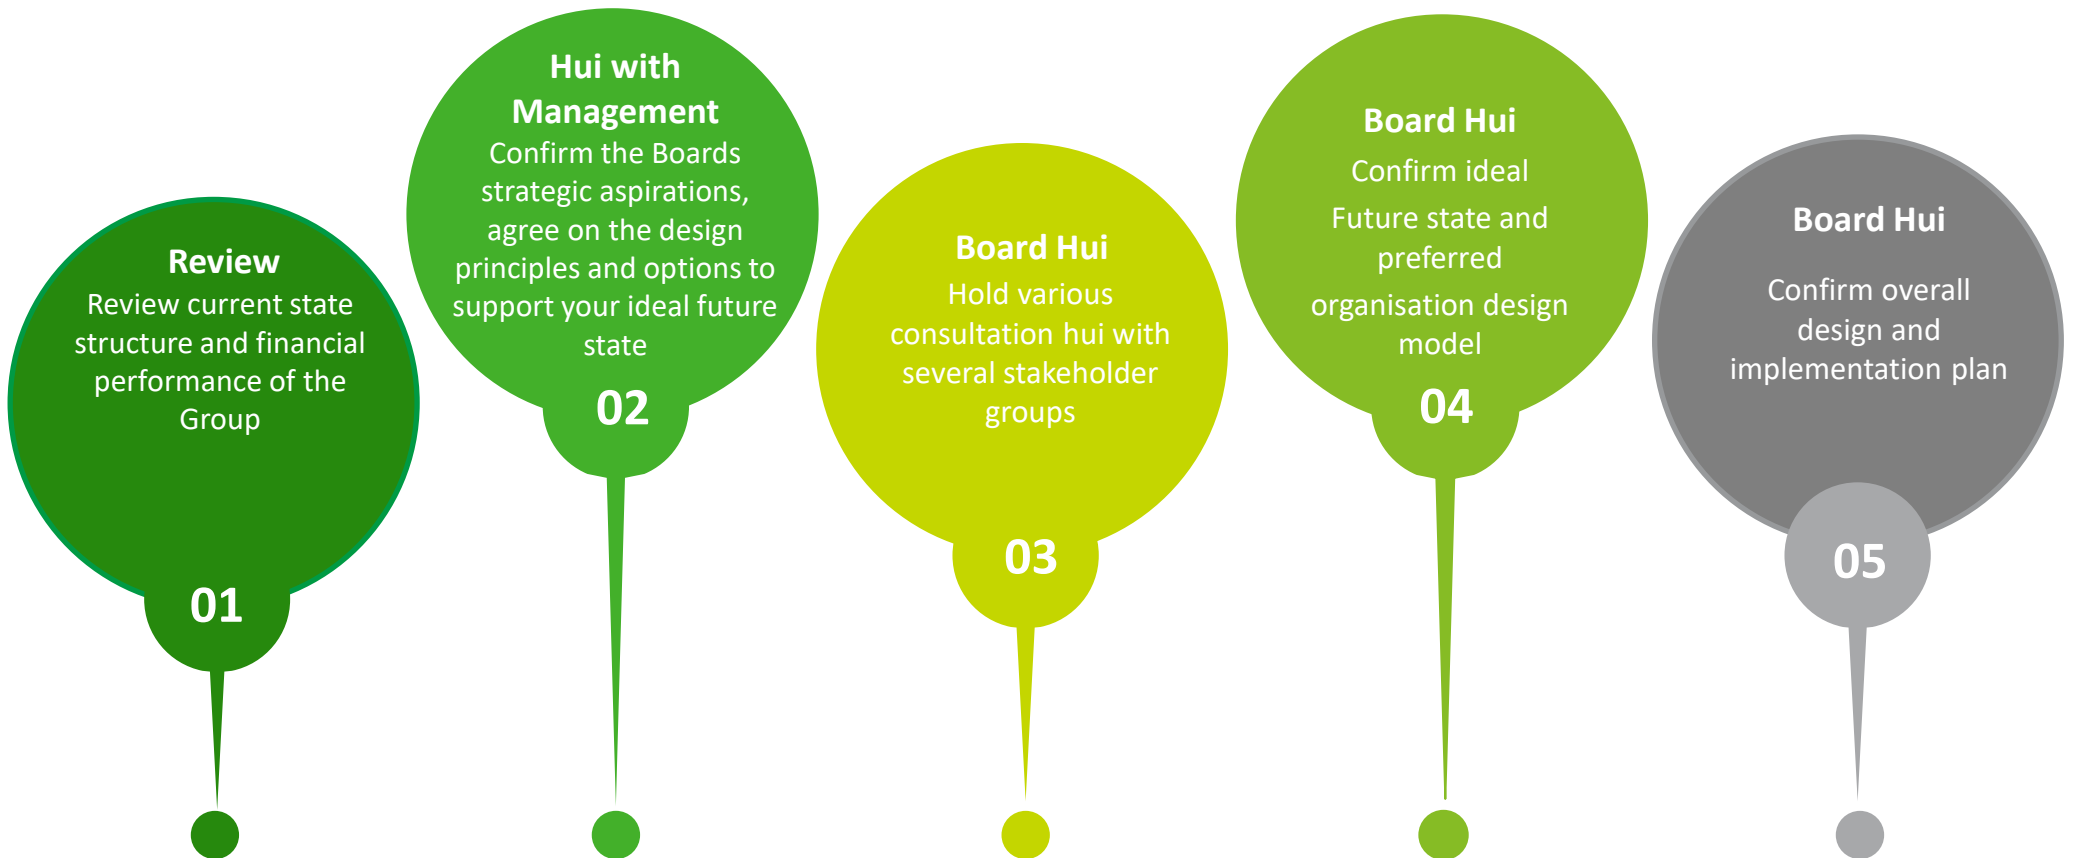 Review
Review current state
structure and financial
performance of the
Group
01
Hui with
Management
Confirm the Boards
strategic aspirations,
agree on the design
principles and options to
support your ideal future
state
02
Board Hui
Hold various
consultation hui with
several stakeholder
groups
03
Board Hui
Confirm ideal
Future state and
preferred
organisation design
model
04
Board Hui
Confirm overall
design and
implementation plan
05